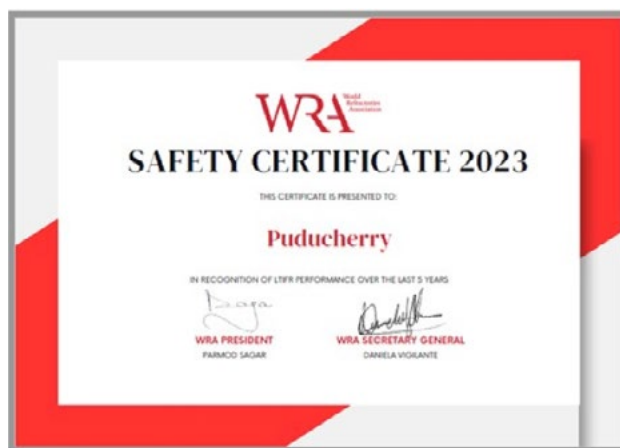 WRA World
Refractories
Association
SAFETY CERTIFICATE 2023
THIS CERTIFICATE IS PRESENTED TO:
Puducherry
IN RECOGNITION OF LTIFR PERFORMANCE OVER THE LAST 5 YEARS
WRA PRESIDENT
PARMOD SAGAR
WRA SECRETARY GENERAL
DANIELA VIGILANTE